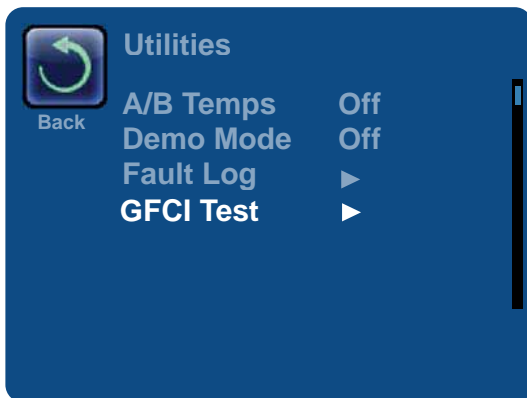 Utilities
Back
A/B Temps Off
Demo Mode Off
Fault Log ►
GFCI Test ►